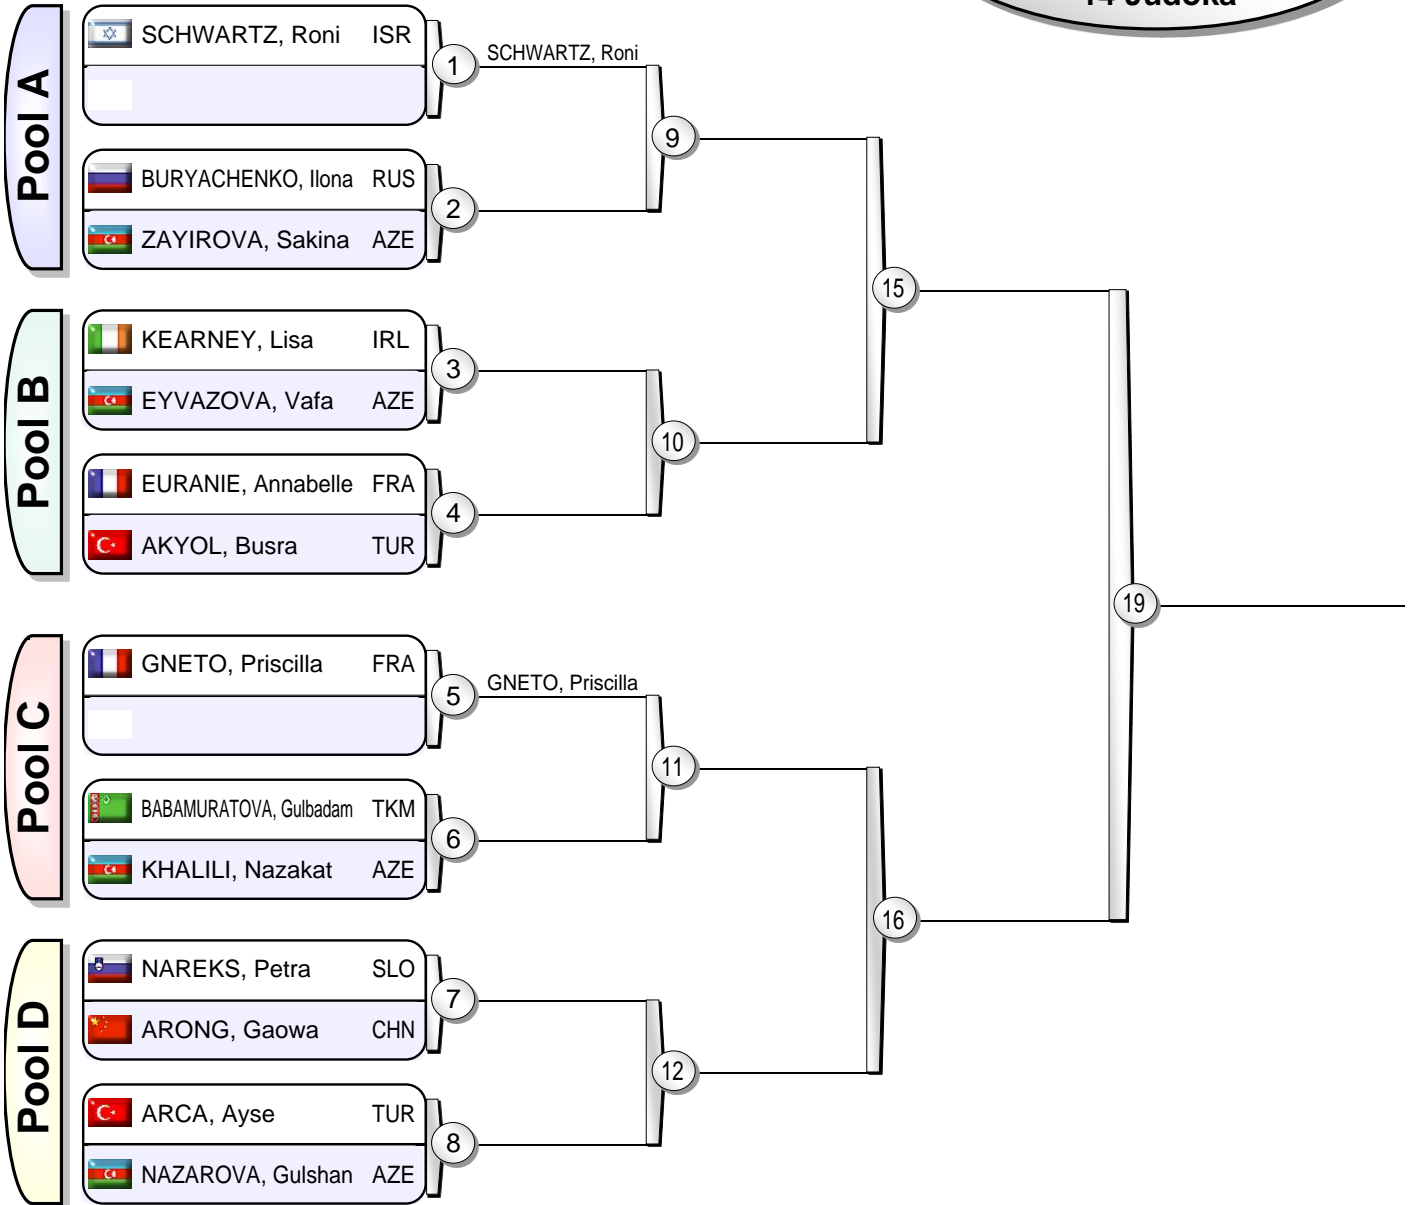 14 Judoka
Pool A
SCHWARTZ, Roni ISR
1
SCHWARTZ, Roni
9
BURYACHENKO, Ilona RUS
2
ZAYIROVA, Sakina AZE
15
Pool B
KEARNEY, Lisa IRL
3
EYVAZOVA, Vafa AZE
10
EURANIE, Annabelle FRA
4
AKYOL, Busra TUR
19
Pool C
GNETO, Priscilla FRA
5
GNETO, Priscilla
11
BABAMURATOVA, Gulbadam TKM
6
KHALILI, Nazakat AZE
16
Pool D
NAREKS, Petra SLO
7
ARONG, Gaowa CHN
12
ARCA, Ayse TUR
8
NAZAROVA, Gulshan AZE